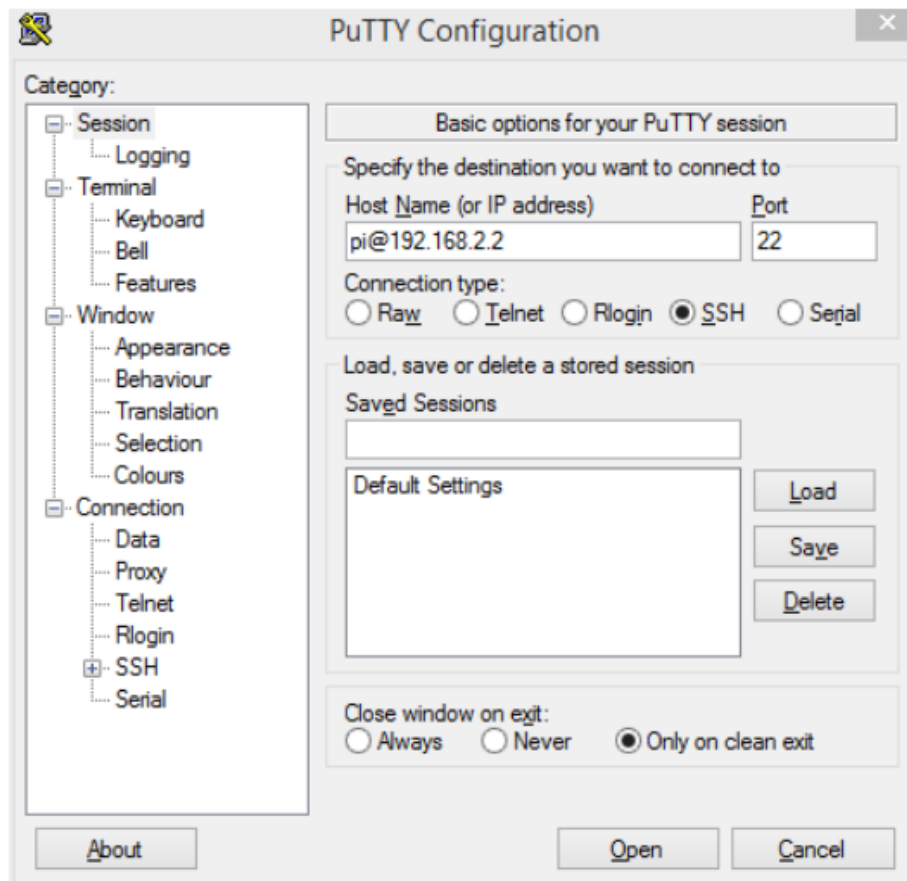 PuTTY Configuration
Category:
Session
Logging
Terminal
Keyboard
Bell
Features
Window
Appearance
Behaviour
Translation
Selection
Colours
Connection
Data
Proxy
Telnet
Rlogin
SSH
Serial
Basic options for your PuTTY session
Specify the destination you want to connect to
Host Name (or IP address) Port
pi@192.168.2.2 22
Connection type:
Raw Telnet Rlogin SSH Serial
Load, save or delete a stored session
Saved Sessions
Default Settings
Load
Save
Delete
Close window on exit:
Always Never Only on clean exit
About Open Cancel